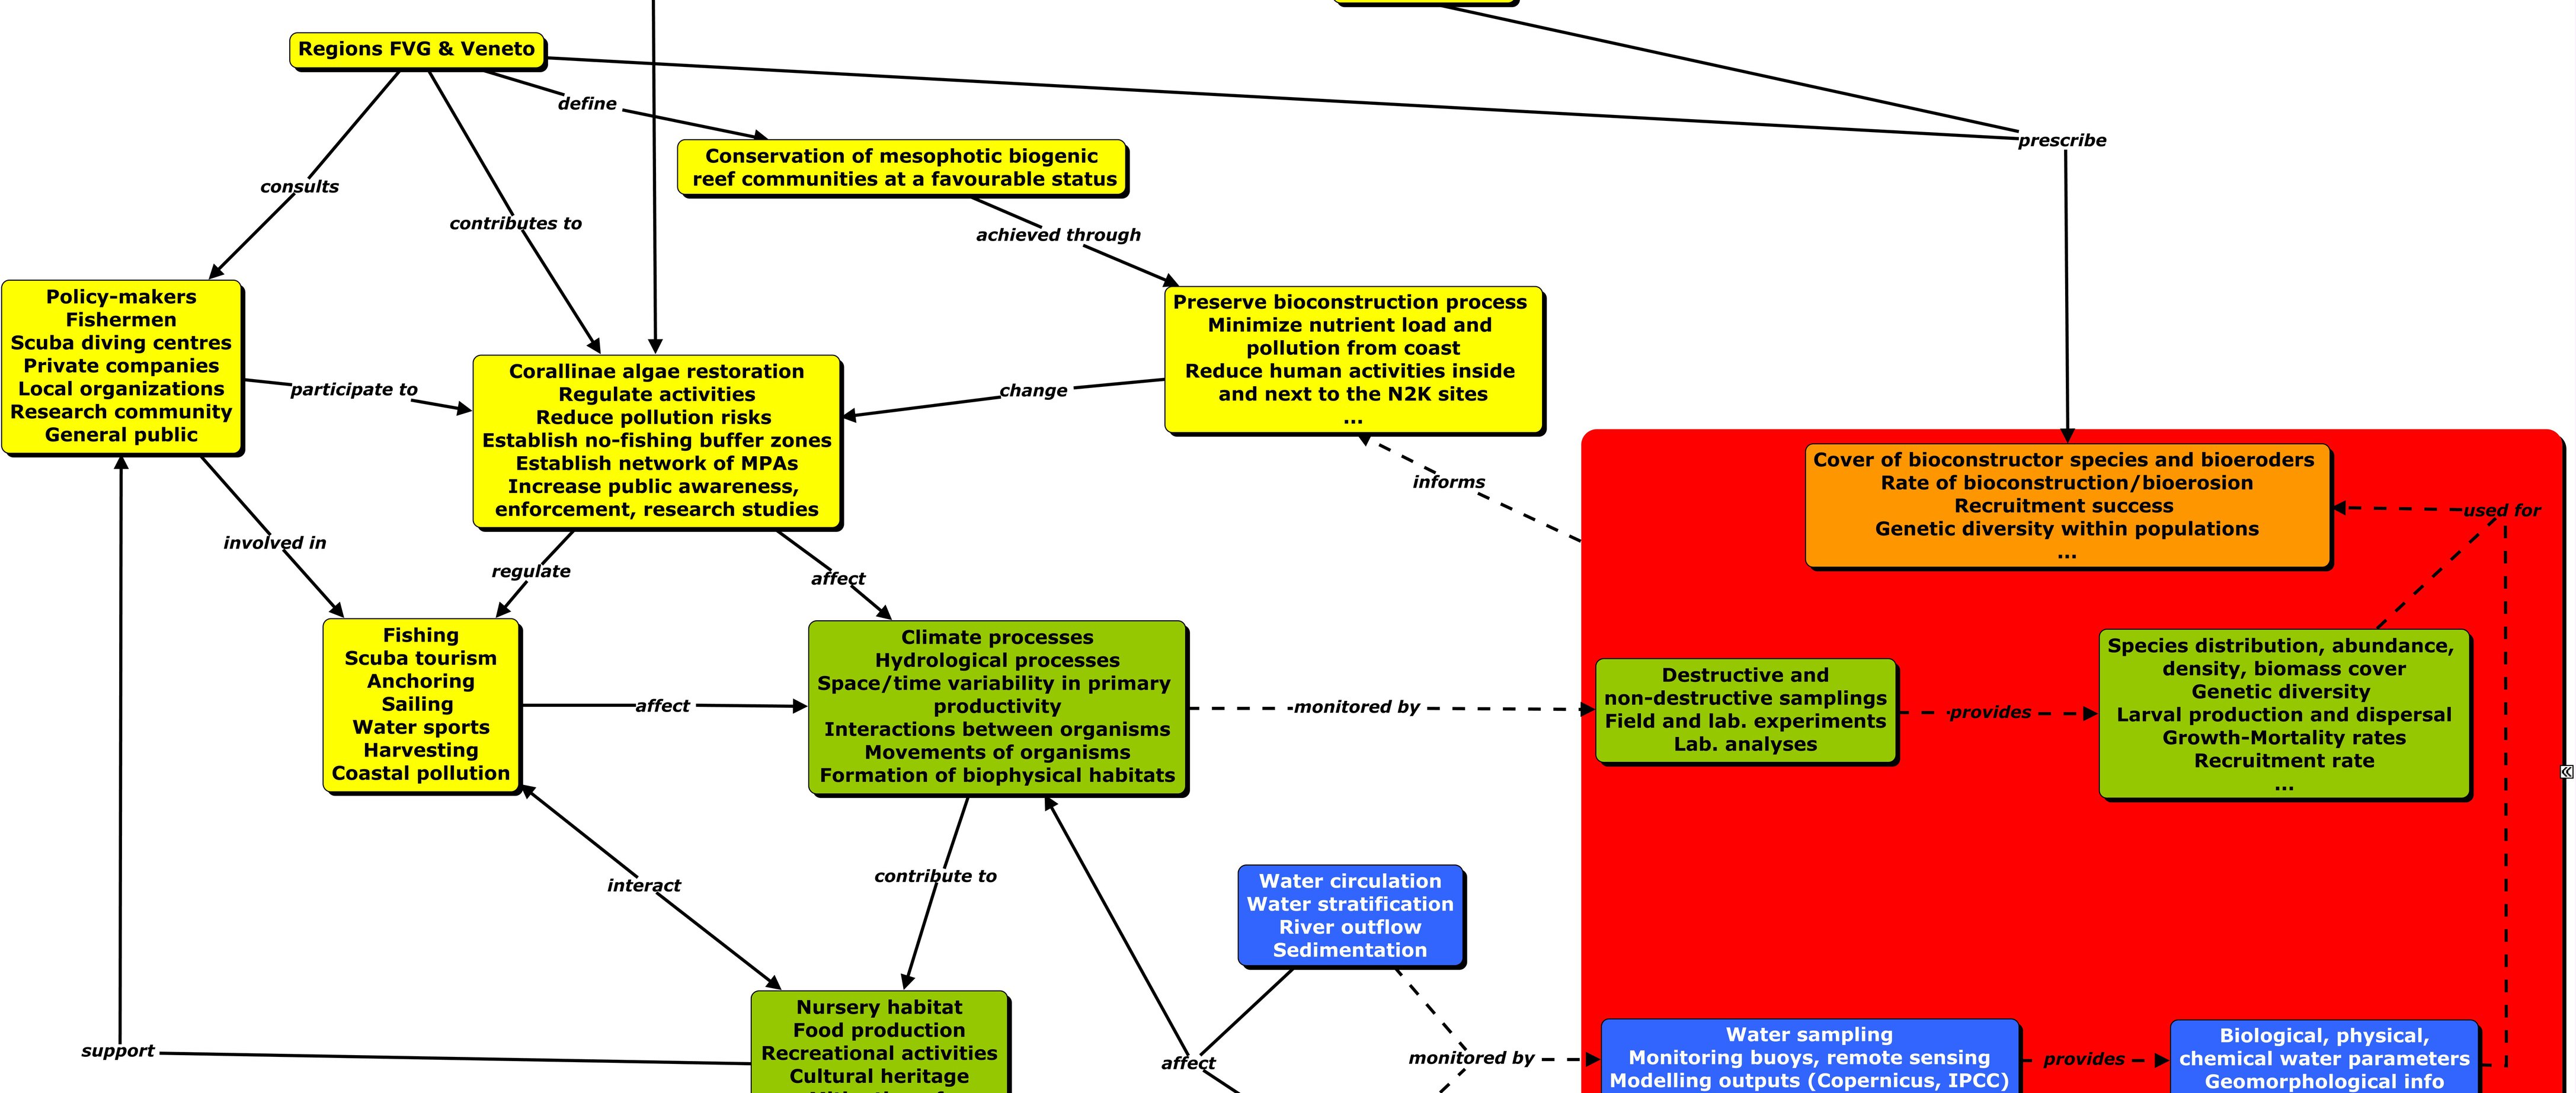 Regions FVG & Veneto
define
prescribe
Conservation of mesophotic biogenic
reef communities at a favourable status
consults
contributes to
achieved through
Policy-makers
Fishermen
Scuba diving centres
Private companies
Local organizations
Research community
General public
participate to
Corallinae algae restoration
Regulate activities
Reduce pollution risks
Establish no-fishing buffer zones
Establish network of MPAs
Increase public awareness,
enforcement, research studies
change
Preserve bioconstruction process
Minimize nutrient load and
pollution from coast
Reduce human activities inside
and next to the N2K sites
...
informs
Cover of bioconstructor species and bioeroders
Rate of bioconstruction/bioerosion
Recruitment success
Genetic diversity within populations
...
used for
involved in
regulate
affect
Fishing
Scuba tourism
Anchoring
Sailing
Water sports
Harvesting
Coastal pollution
affect
Climate processes
Hydrological processes
Space/time variability in primary
productivity
Interactions between organisms
Movements of organisms
Formation of biophysical habitats
monitored by
Destructive and
non-destructive samplings
Field and lab. experiments
Lab. analyses
provides
Species distribution, abundance,
density, biomass cover
Genetic diversity
Larval production and dispersal
Growth-Mortality rates
Recruitment rate
...
interact
contribute to
Water circulation
Water stratification
River outflow
Sedimentation
support
Nursery habitat
Food production
Recreational activities
Cultural heritage
affect
monitored by
Water sampling
Monitoring buoys, remote sensing
Modelling outputs (Copernicus, IPCC)
provides
Biological, physical,
chemical water parameters
Geomorphological info